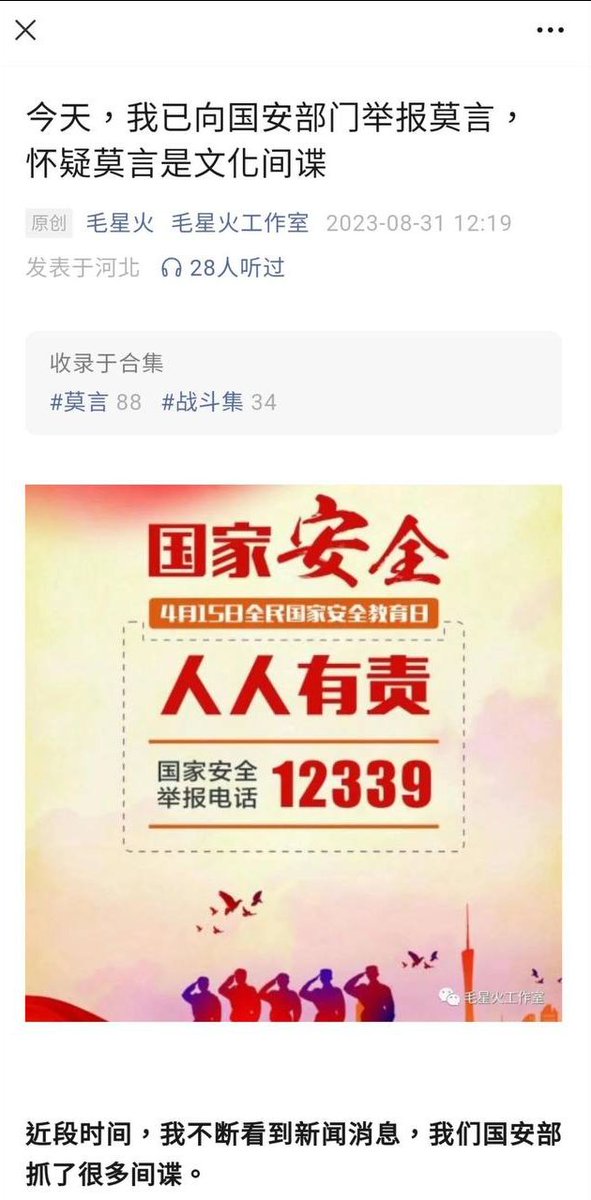 今天，我已向国安部门举报莫言，
怀疑莫言是文化间谍
原创 毛星火 毛星火工作室 2023-08-31 12:19
发表于河北 28人听过
收录于合集
#莫言 88 #战斗集 34
国家安全
4月15日全民国家安全教育日
人人有责
国家安全
举报电话 12339
毛星火工作室
近段时间，我不断看到新闻消息，我们国安部
抓了很多间谍。